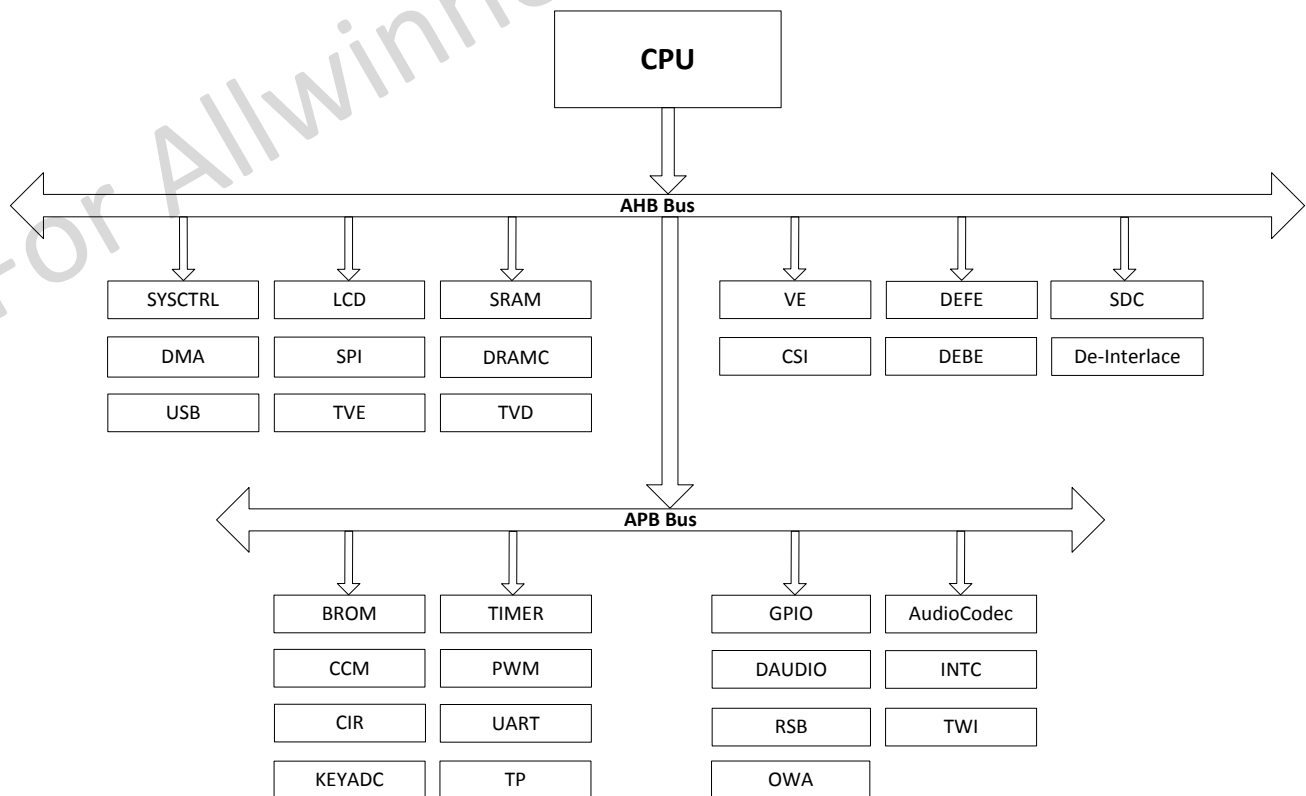 For Allwinn
CPU
AHB Bus
SYSCTRL LCD SRAM VE DEFE SDC
DMA SPI DRAMC CSI DEBE De-Interlace
USB TVE TVD
APB Bus
BROM TIMER GPIO AudioCodec
CCM PWM DAUDIO INTC
CIR UART RSB TWI
KEYADC TP OWA